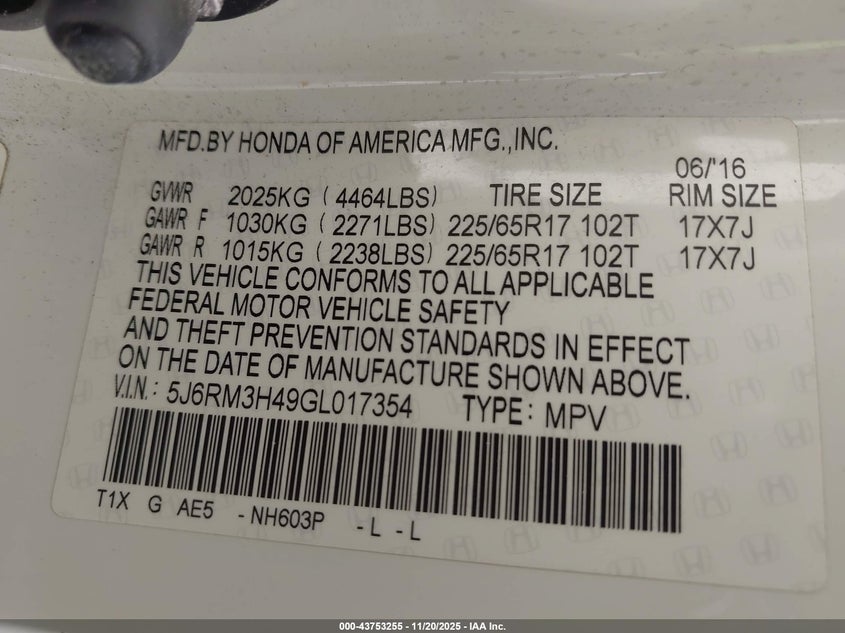 MFD.BY HONDA OF AMERICA MFG.,INC.
06/'16
GVWR 2025KG (4464LBS) TIRE SIZE RIM SIZE
GAWR F 1030KG (2271LBS) 225/65R17 102T 17X7J
GAWR R 1015KG (2238LBS) 225/65R17 102T 17X7J
THIS VEHICLE CONFORMS TO ALL APPLICABLE
FEDERAL MOTOR VEHICLE SAFETY
AND THEFT PREVENTION STANDARDS IN EFFECT
ON THE DATE OF MANUFACTURE SHOWN ABOVE.
V.I.N.: 5J6RM3H49GL017354 TYPE: MPV
T1X G AE5 -NH603P -L -L
000-43753255 - 11/20/2025 - IAA Inc.